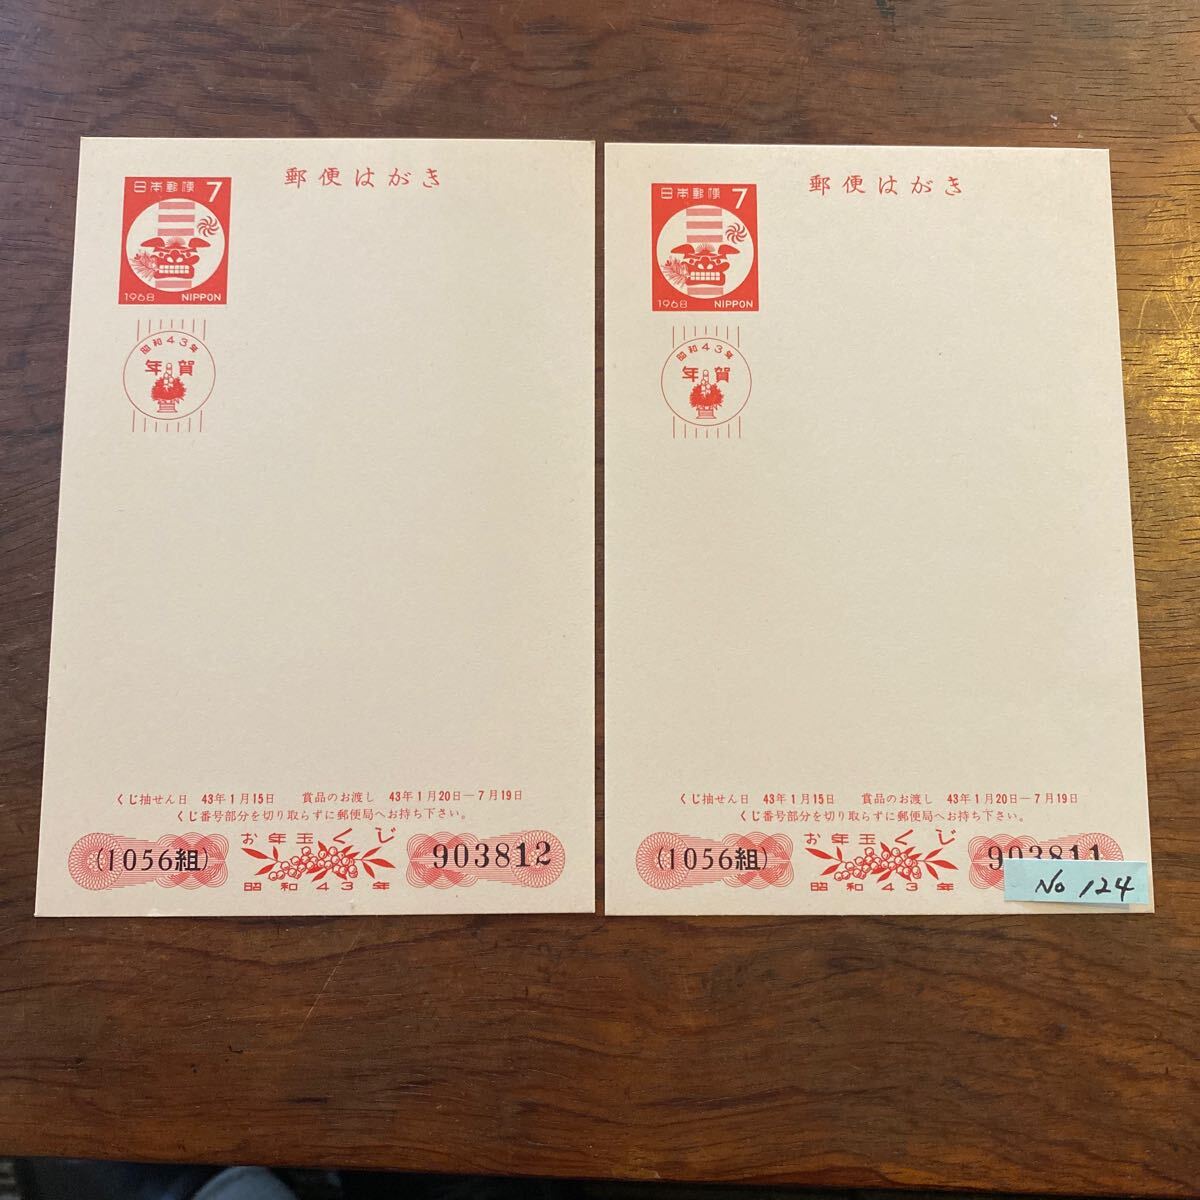 郵便はがき
日本郵便 7
1968 NIPPON
昭和43年
年賀
くじ抽せん日 43年1月15日 賞品のお渡し 43年1月20日―7月19日
くじ番号部分を切り取らずに郵便局へお持ち下さい。
お年玉くじ
(1056組) 903812
昭和43年
郵便はがき
日本郵便 7
1968 NIPPON
昭和43年
年賀
くじ抽せん日 43年1月15日 賞品のお渡し 43年1月20日―7月19日
くじ番号部分を切り取らずに郵便局へお持ち下さい。
お年玉くじ
(1056組) 903811
昭和43年
No 124